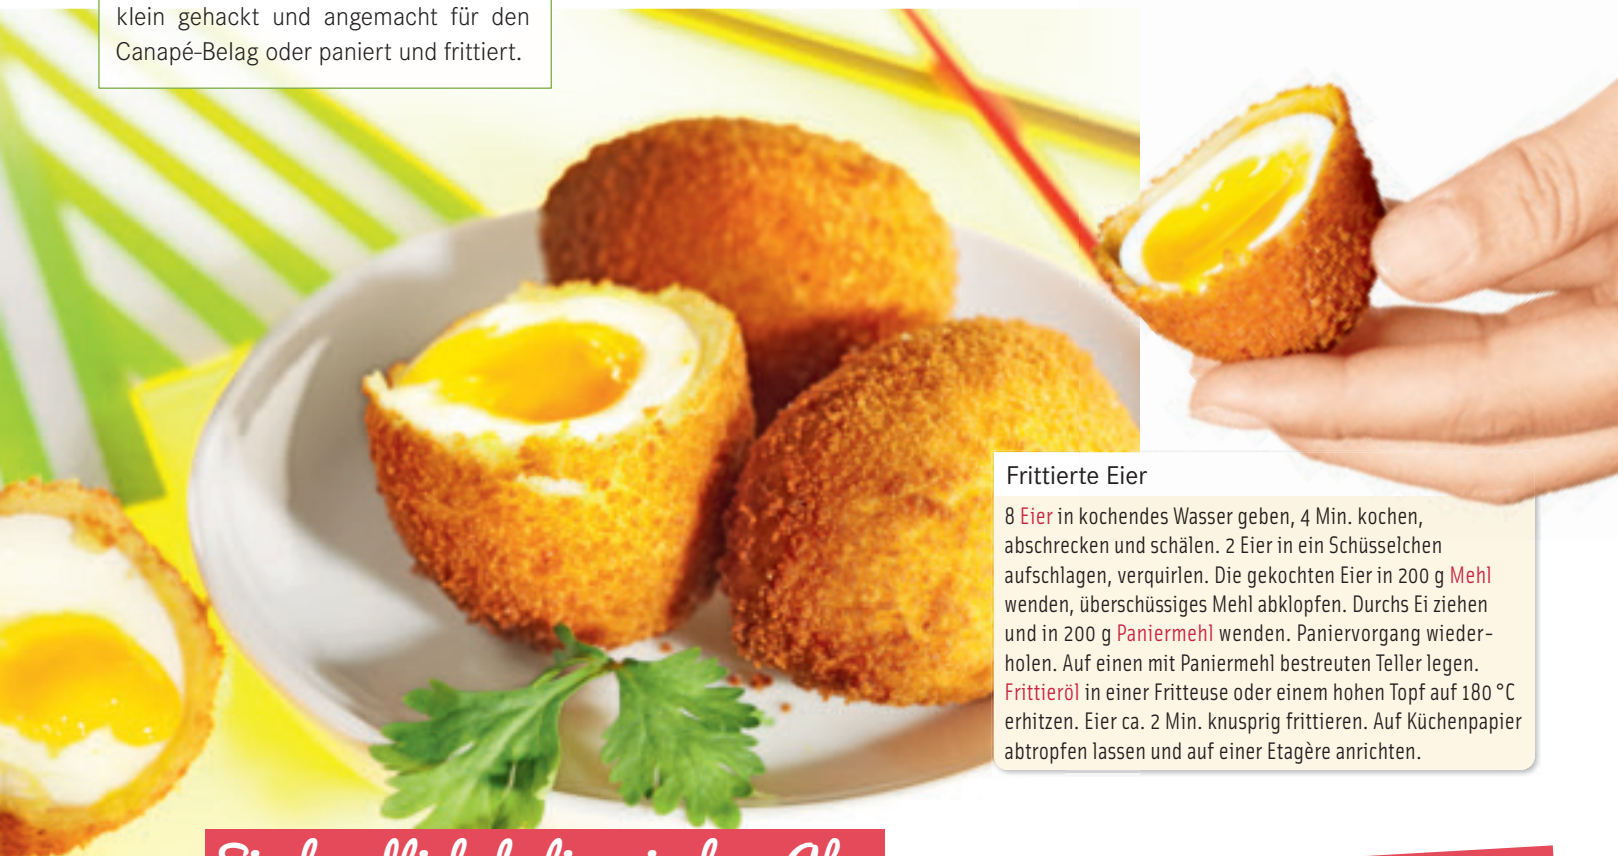 klein gehackt und angemacht für den
Canapé-Belag oder paniert und frittiert.
Frittierte Eier
8 Eier in kochendes Wasser geben, 4 Min. kochen,
abschrecken und schälen. 2 Eier in ein Schüsselchen
aufschlagen, verquirlen. Die gekochten Eier in 200 g Mehl
wenden, überschüssiges Mehl abklopfen. Durchs Ei ziehen
und in 200 g Paniermehl wenden. Paniervorgang wieder-
holen. Auf einen mit Paniermehl bestreuten Teller legen.
Frittieröl in einer Fritteuse oder einem hohen Topf auf 180 °C
erhitzen. Eier ca. 2 Min. knusprig frittieren. Auf Küchenpapier
abtropfen lassen und auf einer Etagère anrichten.